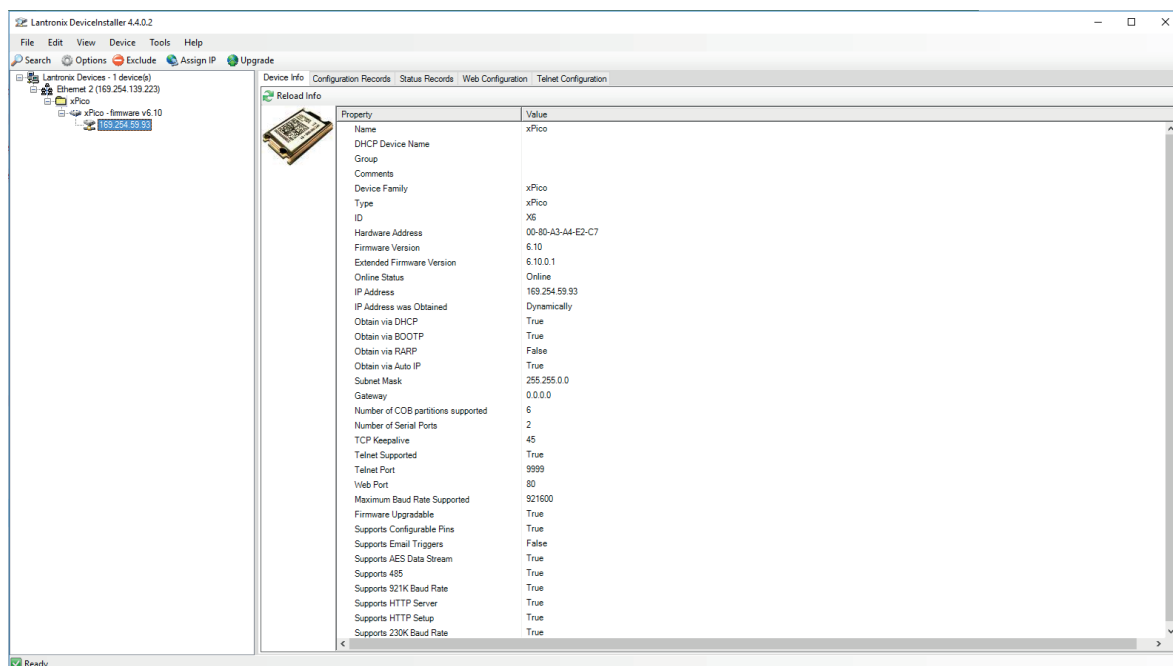 Lantronix DeviceInstaller 4.4.0.2
File Edit View Device Tools Help
Search Options Exclude Assign IP Upgrade
Lantronix Devices - 1 device(s)
Ethernet 2 (169.254.139.223)
xPico
xPico - firmware v6.10
169.254.59.93
Device Info Configuration Records Status Records Web Configuration Telnet Configuration
Reload Info
Property Value
Name xPico
DHCP Device Name
Group
Comments
Device Family xPico
Type xPico
ID X6
Hardware Address 00-80-A3-A4-E2-C7
Firmware Version 6.10
Extended Firmware Version 6.10.0.1
Online Status Online
IP Address 169.254.59.93
IP Address was Obtained Dynamically
Obtain via DHCP True
Obtain via BOOTP True
Obtain via RARP False
Obtain via Auto IP True
Subnet Mask 255.255.0.0
Gateway 0.0.0.0
Number of COB partitions supported 6
Number of Serial Ports 2
TCP Keepalive 45
Telnet Supported True
Telnet Port 9999
Web Port 80
Maximum Baud Rate Supported 921600
Firmware Upgradable True
Supports Configurable Pins True
Supports Email Triggers False
Supports AES Data Stream True
Supports 485 True
Supports 921K Baud Rate True
Supports HTTP Server True
Supports HTTP Setup True
Supports 230K Baud Rate True
Ready